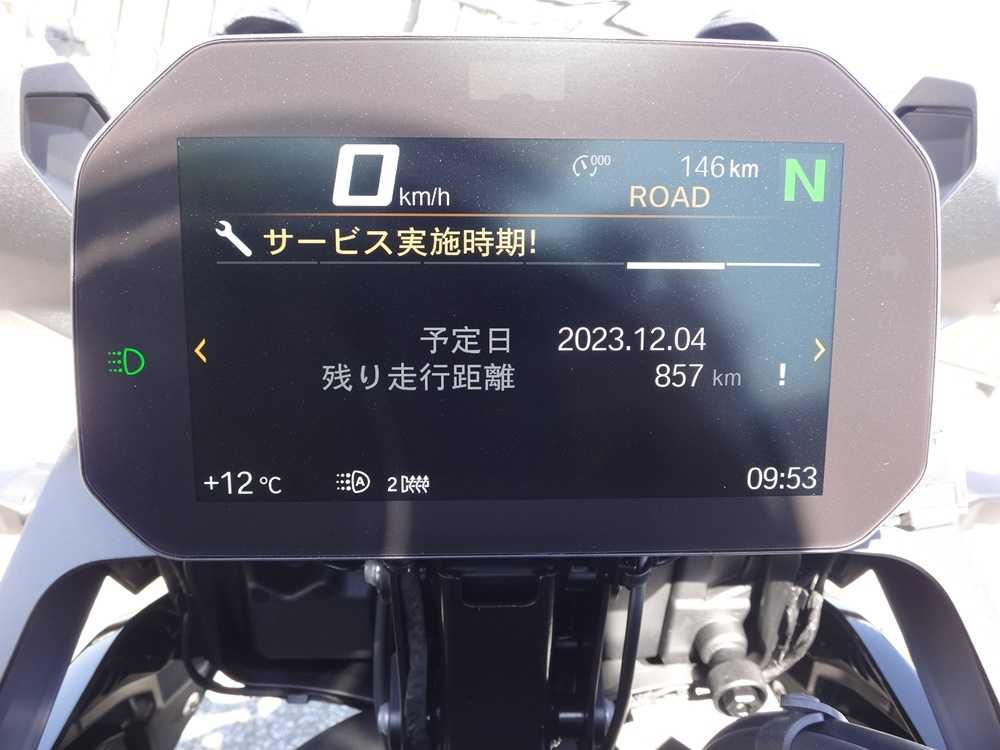 0 km/h
000
146 km
ROAD
N
サービス実施時期!
予定日 2023.12.04
残り走行距離 857 km !
+12 °C
A
2
09:53